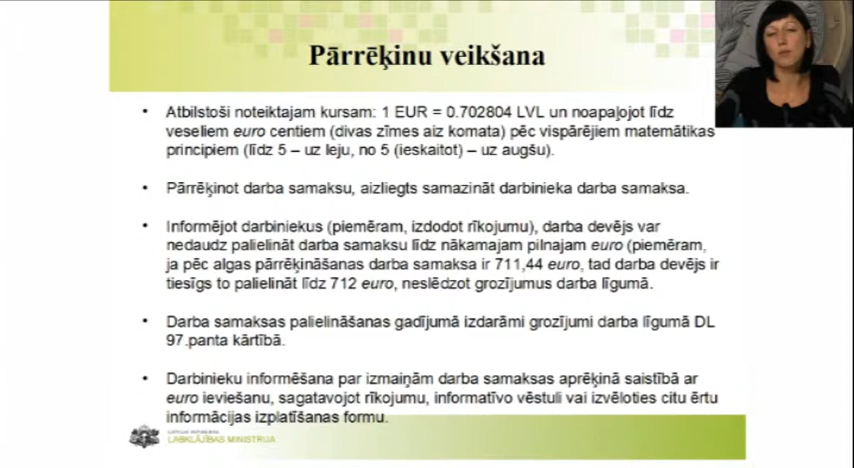 Pārrēķinu veikšana
• Atbilstoši noteiktajam kursam: 1 EUR = 0.702804 LVL un noapaļojot līdz
veseliem euro centiem (divas zīmes aiz komata) pēc vispārējiem matemātikas
principiem (līdz 5 – uz leju, no 5 (ieskaitot) – uz augšu).
• Pārrēķinot darba samaksu, aizliegts samazināt darbinieka darba samaksa.
• Informējot darbiniekus (piemēram, izdodot rīkojumu), darba devējs var
nedaudz palielināt darba samaksu līdz nākamajam pilnajam euro (piemēram,
ja pēc algas pārrēķināšanas darba samaksa ir 711,44 euro, tad darba devējs ir
tiesīgs to palielināt līdz 712 euro, neslēdzot grozījumus darba līgumā.
• Darba samaksas palielināšanas gadījumā izdarāmi grozījumi darba līgumā DL
97.panta kārtībā.
• Darbinieku informēšana par izmaiņām darba samaksas aprēķinā saistībā ar
euro ieviešanu, sagatavojot rīkojumu, informatīvo vēstuli vai izvēloties citu ērtu
informācijas izplatīšanas formu.
LATVIJAS REPUBLIKAS
LABKLĀJĪBAS MINISTRIJA